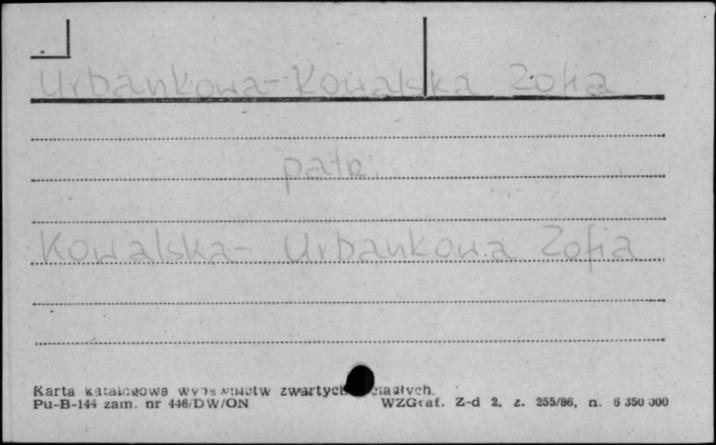 Urbankowa-Kowalska Zofia
patrz:
Kowalska-Urbankowa Zofia
Karta katalogowa wydawnictw zwartych ciągłych.
Pu-B-144 zam. nr 446/DW/ON WZGraf. Z-d 2, z. 255/86, n. 6 350 000